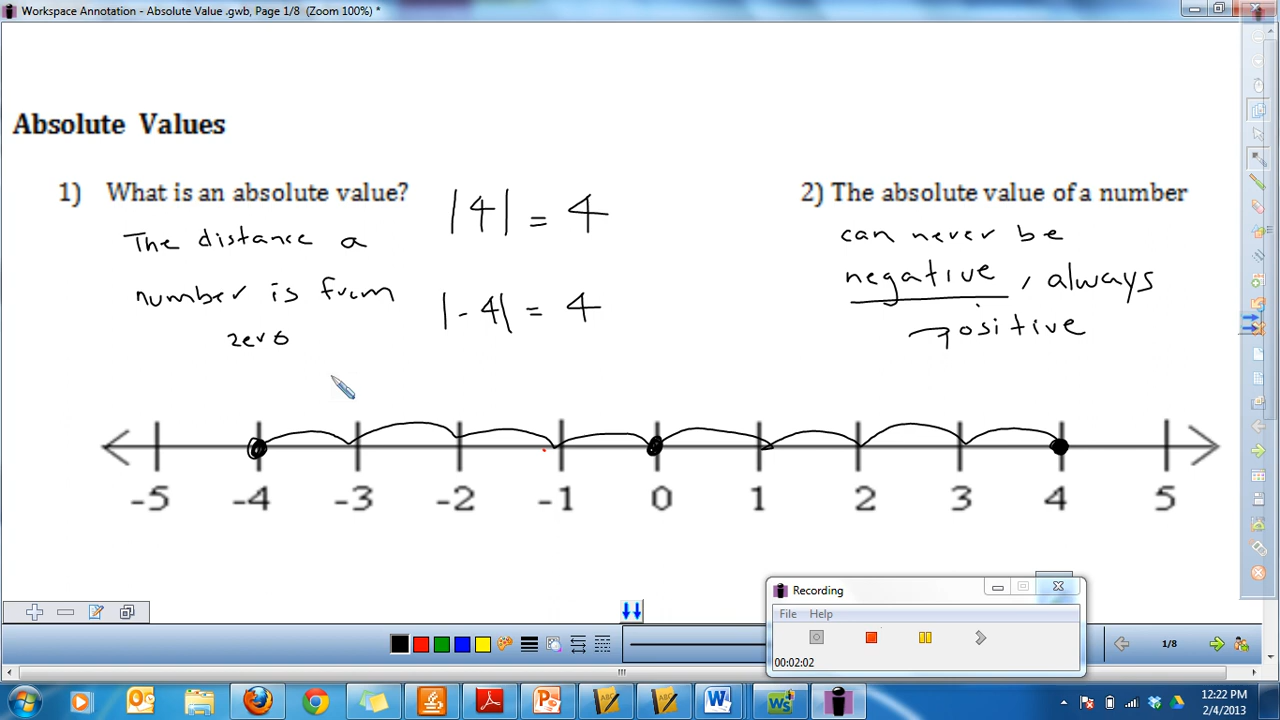 Workspace Annotation - Absolute Value .gwb, Page 1/8 (Zoom 100%) *
Absolute Values
1) What is an absolute value?
The distance a
number is from
zero
|4| = 4
|-4| = 4
2) The absolute value of a number
can never be
negative, always
positive
-5 -4 -3 -2 -1 0 1 2 3 4 5
Recording
File Help
00:02:02
1/8
12:22 PM
2/4/2013